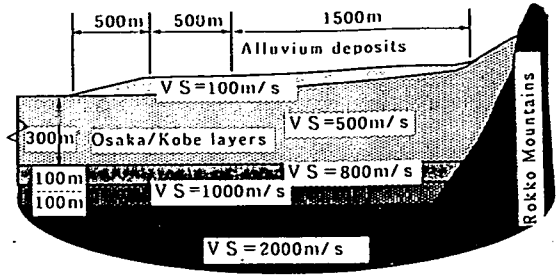 500m 500m 1500m
Alluvium deposits
VS=100m/s
VS=500m/s
300m Osaka/Kobe layers
100m VS=800m/s
100m VS=1000m/s
VS=2000m/s
Rokko Mountains